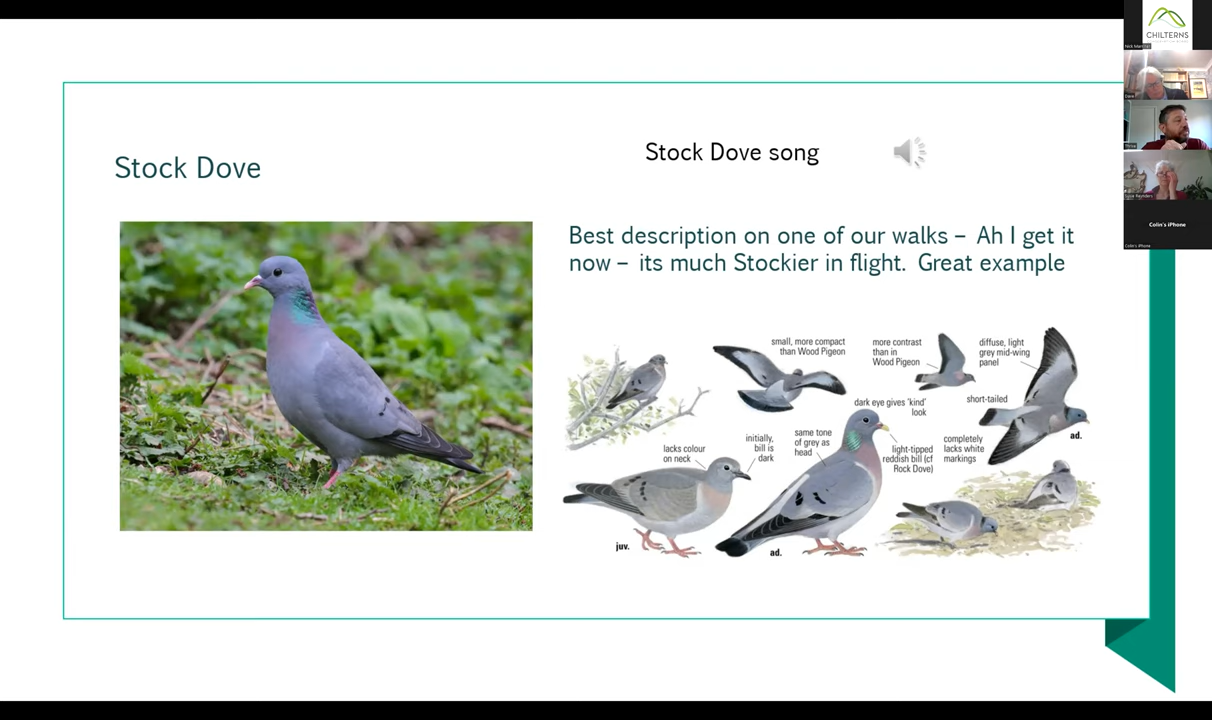 Stock Dove
Stock Dove song
Best description on one of our walks – Ah I get it
now – its much Stockier in flight.  Great example
small, more compact
than Wood Pigeon
more contrast
than in
Wood Pigeon
diffuse, light
grey mid-wing
panel
dark eye gives 'kind'
look
short-tailed
lacks colour
on neck
initially,
bill is
dark
same tone
of grey as
head
light-tipped
reddish bill (cf
Rock Dove)
completely
lacks white
markings
ad.
juv.
ad.
CHILTERNS
Colin's iPhone
Colin's iPhone